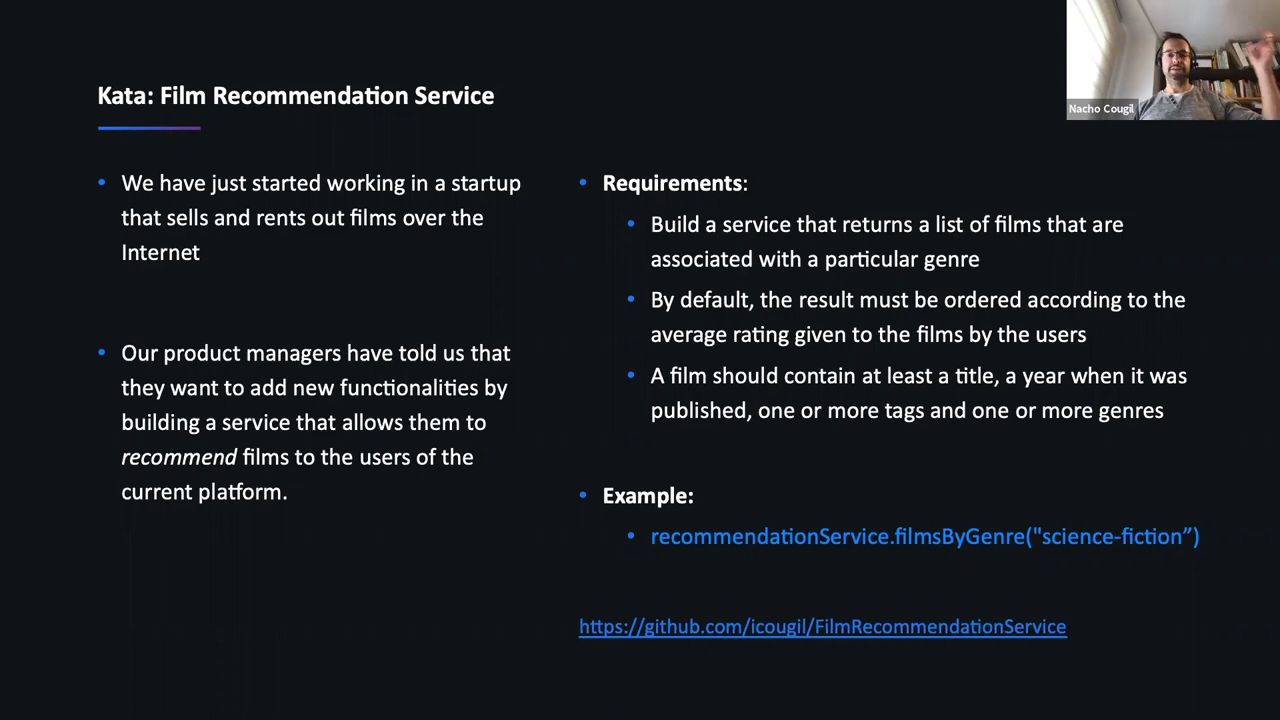 Kata: Film Recommendation Service
Nacho Cougil
• We have just started working in a startup
that sells and rents out films over the
Internet
• Our product managers have told us that
they want to add new functionalities by
building a service that allows them to
recommend films to the users of the
current platform.
• Requirements:
• Build a service that returns a list of films that are
associated with a particular genre
• By default, the result must be ordered according to the
average rating given to the films by the users
• A film should contain at least a title, a year when it was
published, one or more tags and one or more genres
• Example:
• recommendationService.filmsByGenre("science-fiction”)
https://github.com/icougil/FilmRecommendationService